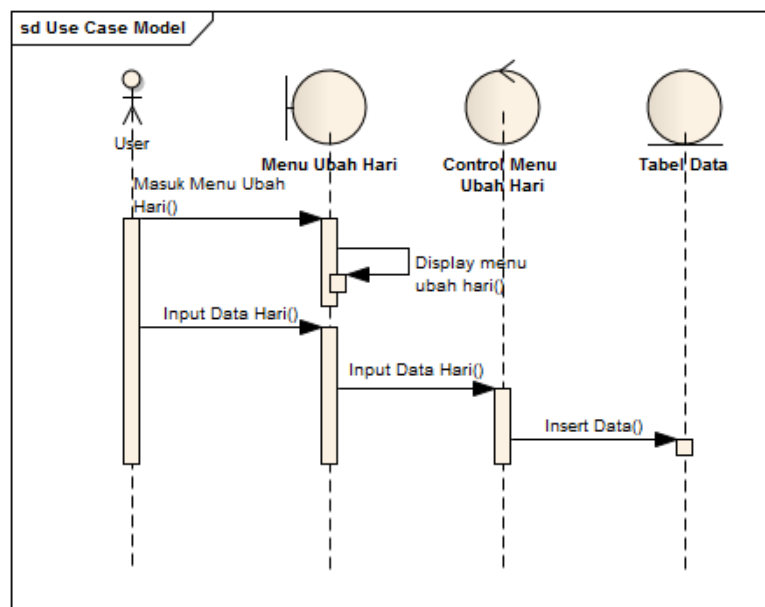 sd Use Case Model
User
Menu Ubah Hari
Control Menu
Ubah Hari
Tabel Data
Masuk Menu Ubah
Hari()
Display menu
ubah hari()
Input Data Hari()
Input Data Hari()
Insert Data()